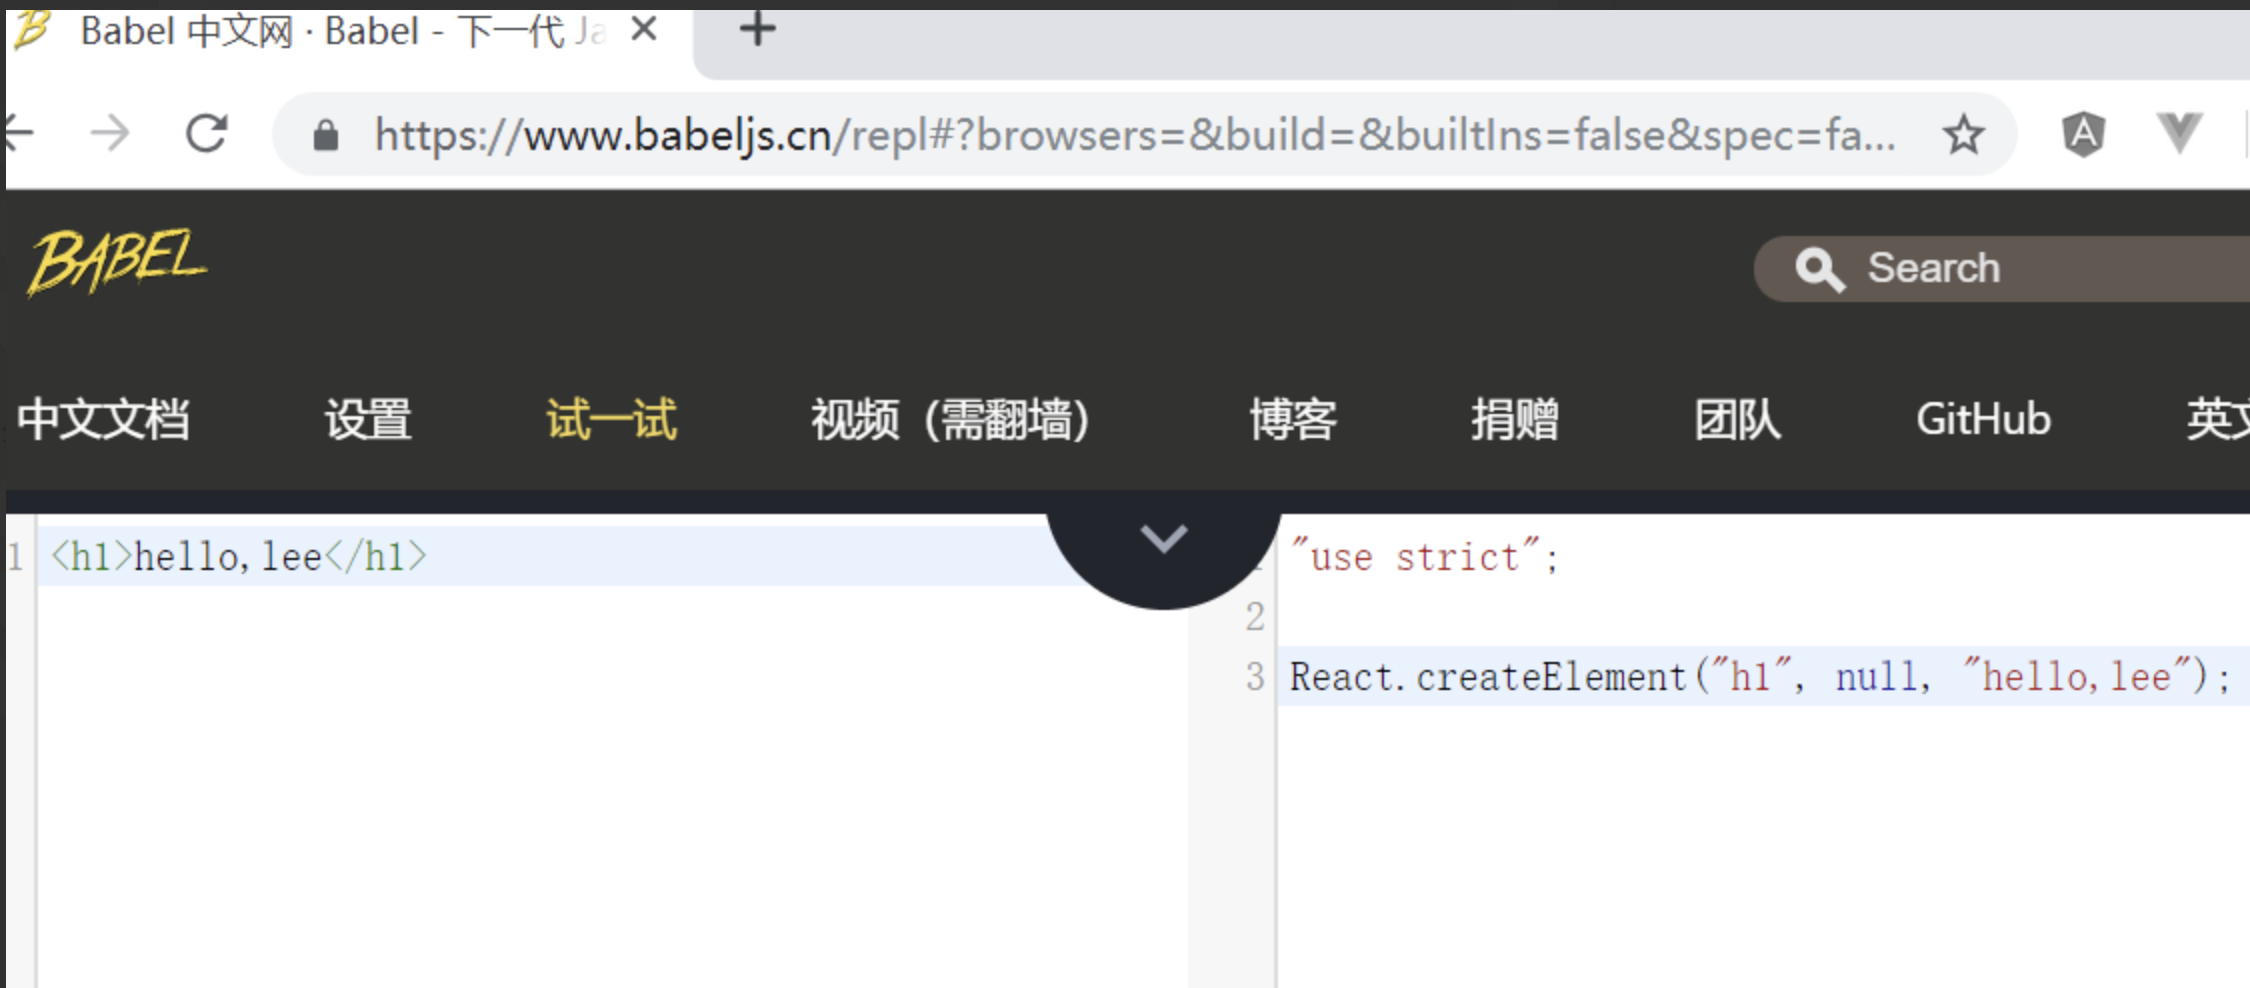 Babel 中文网 · Babel - 下一代 Ja
https://www.babeljs.cn/repl#?browsers=&build=&builtIns=false&spec=fa...
BABEL
Search
中文文档 设置 试一试 视频（需翻墙） 博客 捐赠 团队 GitHub 英文
1 <h1>hello,lee</h1>
"use strict";
2
3 React.createElement("h1", null, "hello,lee");